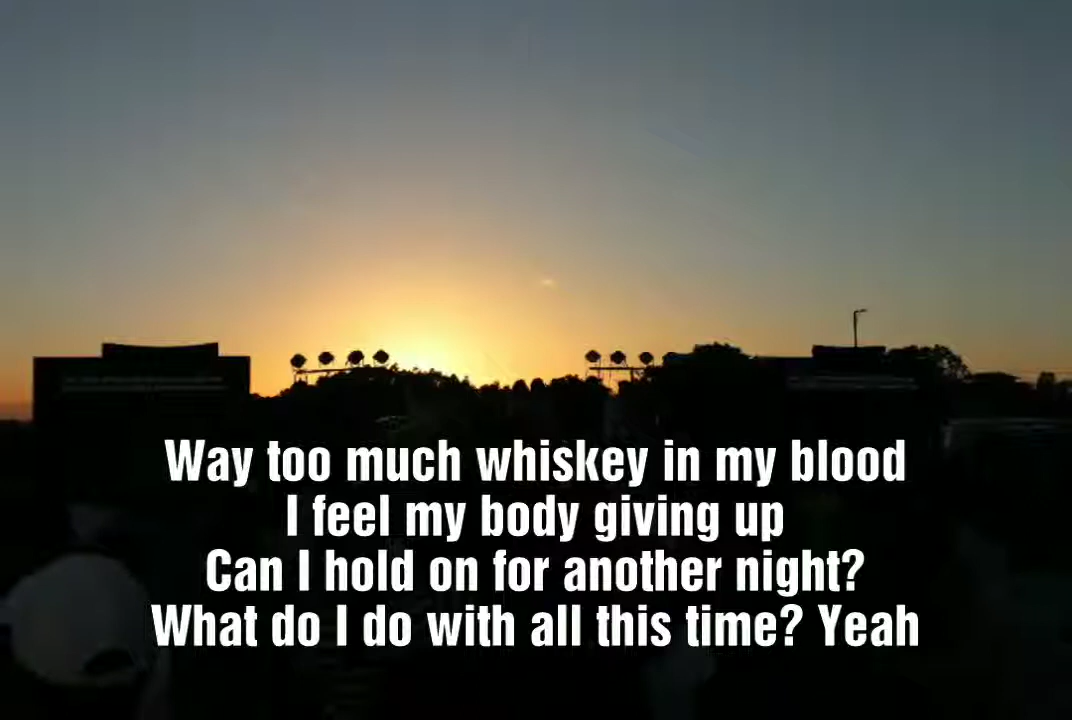 Way too much whiskey in my blood
I feel my body giving up
Can I hold on for another night?
What do I do with all this time? Yeah